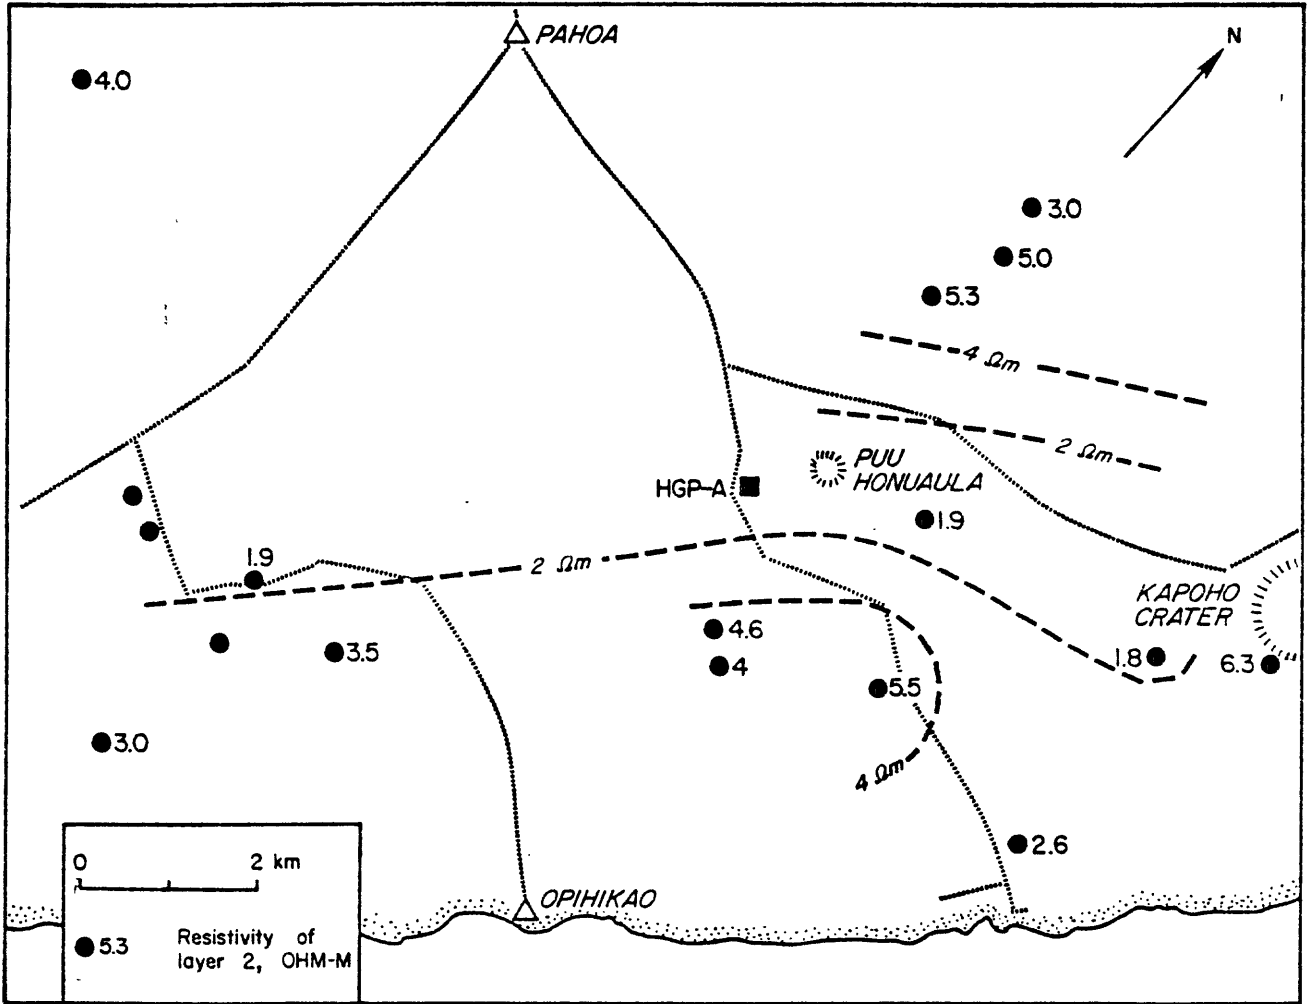 PAHOA
N
4.0
3.0
5.0
5.3
4 Ωm
2 Ωm
PUU
HONUAULA
HGP-A
1.9
1.9
2 Ωm
KAPOHO
CRATER
4.6
3.5
4
1.8
6.3
5.5
3.0
4 Ωm
2.6
0 2 km
OPIHIKAO
5.3 Resistivity of
layer 2, OHM-M